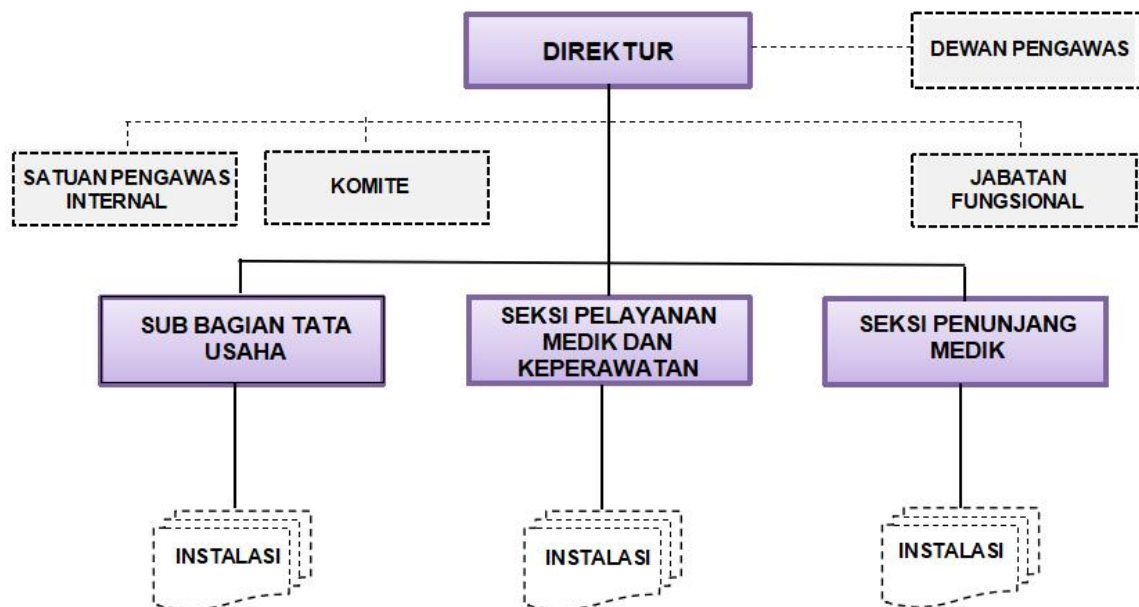 DIREKTUR
DEWAN PENGAWAS
SATUAN PENGAWAS
INTERNAL
KOMITE
JABATAN
FUNGSIONAL
SUB BAGIAN TATA
USAHA
SEKSI PELAYANAN
MEDIK DAN
KEPERAWATAN
SEKSI PENUNJANG
MEDIK
INSTALASI
INSTALASI
INSTALASI